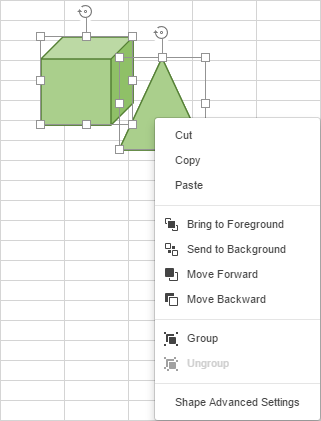 Cut
Copy
Paste
Bring to Foreground
Send to Background
Move Forward
Move Backward
Group
Ungroup
Shape Advanced Settings